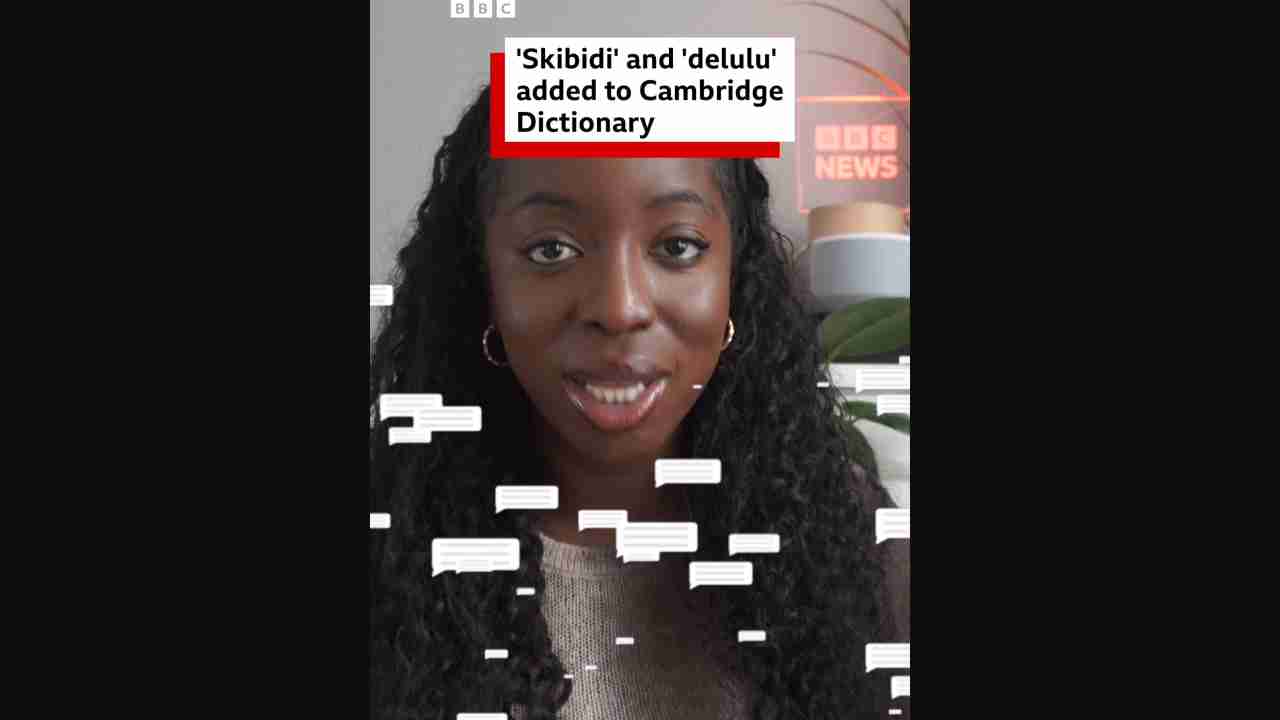 BBC
'Skibidi' and 'delulu'
added to Cambridge
Dictionary
BBC
NEWS